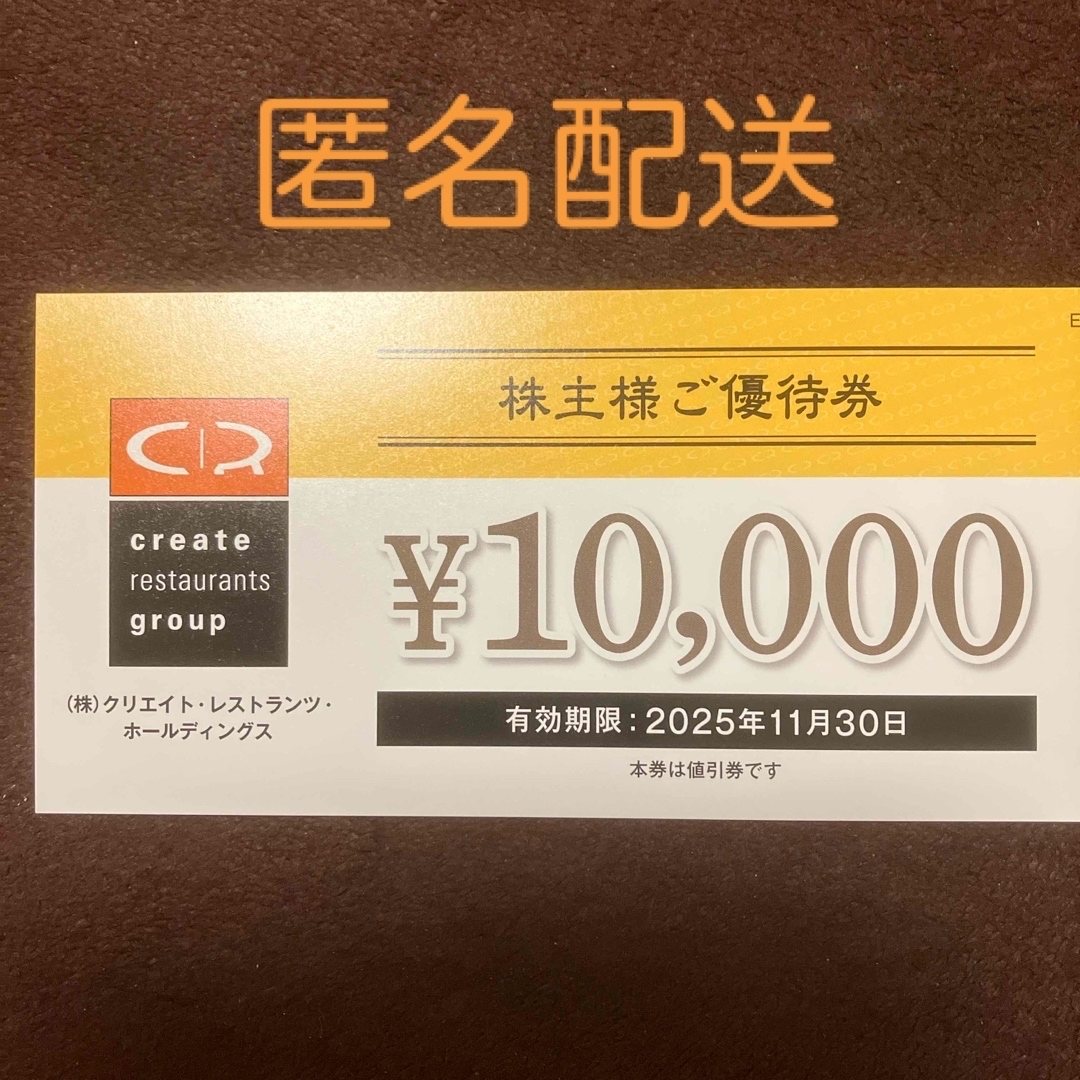 匿名配送
E
株主様ご優待券
CR
create
restaurants
group
¥10,000
(株)クリエイト・レストランツ・
ホールディングス
有効期限:2025年11月30日
本券は値引券です